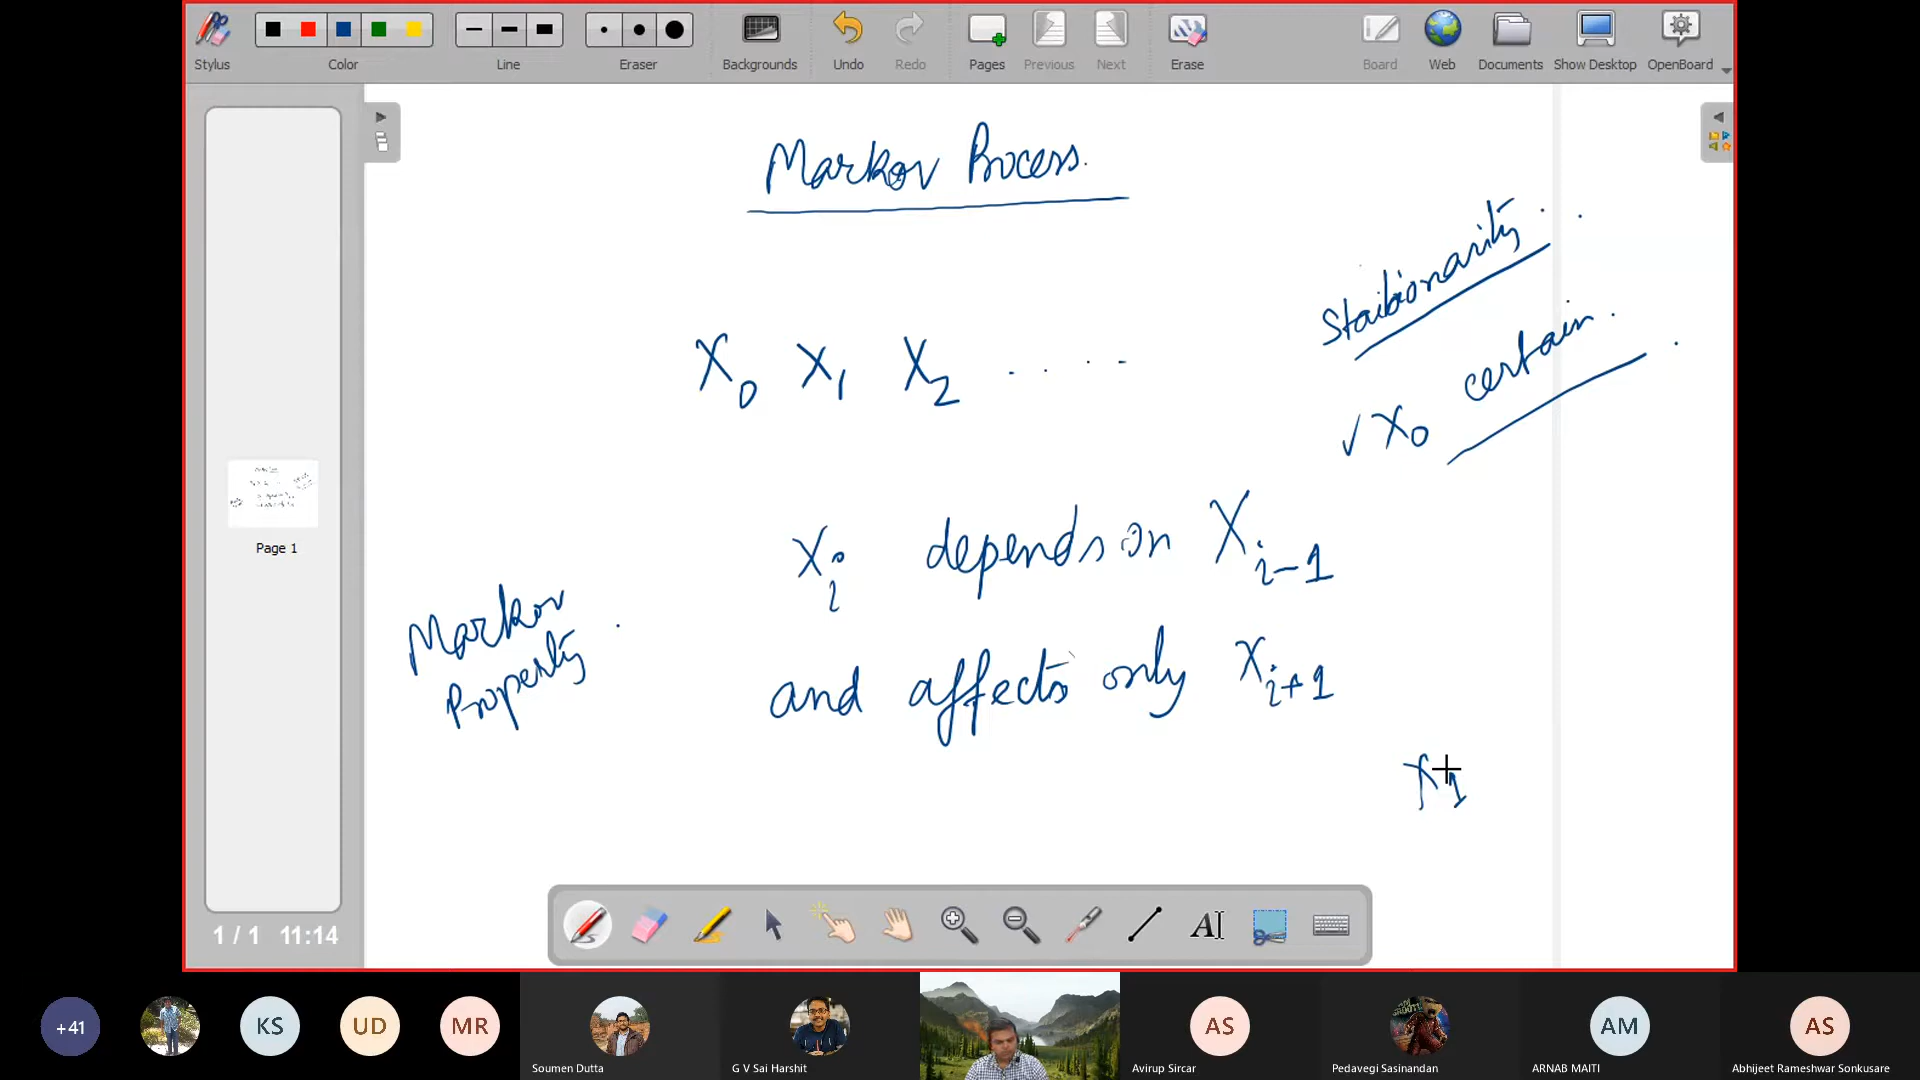 Stylus
Color
Line
Eraser
Backgrounds
Undo
Redo
Pages
Previous
Next
Erase
Board
Web
Documents
Show Desktop
OpenBoard
Markov Process.
Stationarity
X0 X1 X2 .....
✓ X0 certain.
Xi depends on Xi-1
Markov
Property
and affects only Xi+1
X1
Page 1
1 / 1 11:14
AI
+41
KS
UD
MR
AS
AM
AS
Soumen Dutta
G V Sai Harshit
Avirup Sircar
Pedavegi Sasinandan
ARNAB MAITI
Abhijeet Rameshwar Sonkusare